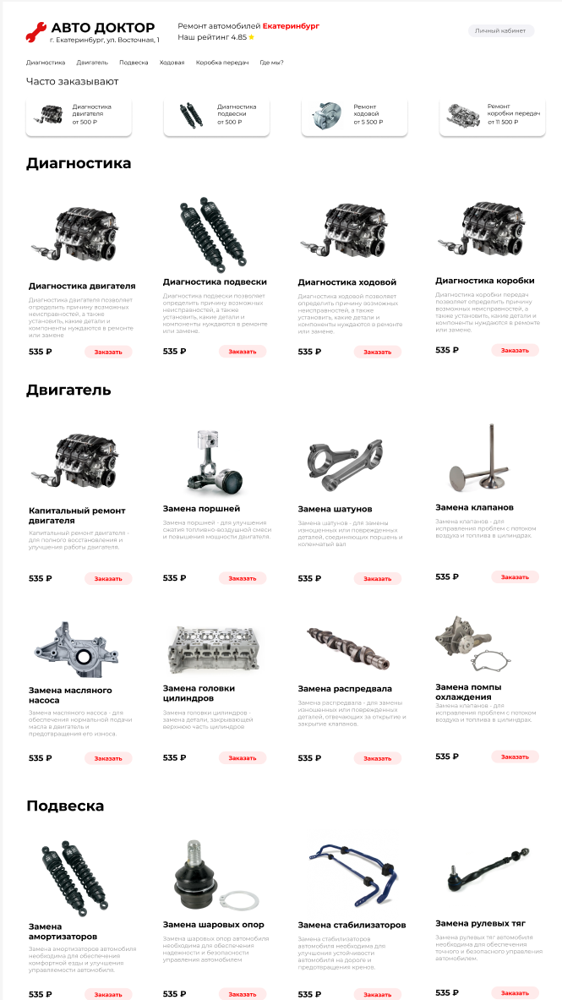 АВТО ДОКТОР
г. Екатеринбург, ул. Восточная, 1
Ремонт автомобилей Екатеринбург
Наш рейтинг 4.85
Личный кабинет
Диагностика Двигатель Подвеска Ходовая Коробка передач Где мы?
Часто заказывают
Диагностика
двигателя
от 500 ₽
Диагностика
подвески
от 500 ₽
Ремонт
ходовой
от 5 500 ₽
Ремонт
коробки передач
от 11 500 ₽
Диагностика
Диагностика двигателя
Диагностика двигателя позволяет
определить причину возможных
неисправностей, а также
установить, какие детали и
компоненты нуждаются в ремонте
или замене
535 ₽ Заказать
Диагностика подвески
Диагностика подвески позволяет
определить причину возможных
неисправностей, а также
установить, какие детали и
компоненты нуждаются в ремонте
или замене.
535 ₽ Заказать
Диагностика ходовой
Диагностика ходовой позволяет
определить причину возможных
неисправностей, а также
установить, какие детали и
компоненты нуждаются в ремонте
или замене.
535 ₽ Заказать
Диагностика коробки
Диагностика коробки передач
позволяет определить причину
возможных неисправностей, а
также установить, какие детали и
компоненты нуждаются в ремонте
или замене.
535 ₽ Заказать
Двигатель
Капитальный ремонт
двигателя
Капитальный ремонт двигателя -
для полного восстановления и
улучшения работы двигателя.
535 ₽ Заказать
Замена поршней
Замена поршней - для улучшения
сжатия топливно-воздушной смеси
и повышения мощности двигателя.
535 ₽ Заказать
Замена шатунов
Замена шатунов - для замены
изношенных или поврежденных
деталей, соединяющих поршень и
коленчатый вал
535 ₽ Заказать
Замена клапанов
Замена клапанов - для
исправления проблем с потоком
воздуха и топлива в цилиндрах.
535 ₽ Заказать
Замена масляного
насоса
Замена масляного насоса - для
обеспечения нормальной подачи
масла в двигатель и
предотвращения его износа.
535 ₽ Заказать
Замена головки
цилиндров
Замена головки цилиндров -
замена детали, закрывающей
верхнюю часть цилиндров
535 ₽ Заказать
Замена распредвала
Замена распредвала - для замены
изношенных или поврежденных
деталей, отвечающих за открытие и
закрытие клапанов.
535 ₽ Заказать
Замена помпы
охлаждения
Замена клапанов - для
исправления проблем с потоком
воздуха и топлива в цилиндрах.
535 ₽ Заказать
Подвеска
Замена
амортизаторов
Замена амортизаторов автомобиля
необходима для обеспечения
комфортной езды и улучшения
управляемости автомобиля.
535 ₽ Заказать
Замена шаровых опор
Замена шаровых опор автомобиля
необходима для обеспечения
надежности и безопасности
управления автомобилем
535 ₽ Заказать
Замена стабилизаторов
Замена стабилизаторов
автомобиля необходима для
улучшения устойчивости
автомобиля на дороге и
предотвращения кренов.
535 ₽ Заказать
Замена рулевых тяг
Замена рулевых тяг автомобиля
необходима для обеспечения
точного и безопасного управления
автомобилем.
535 ₽ Заказать